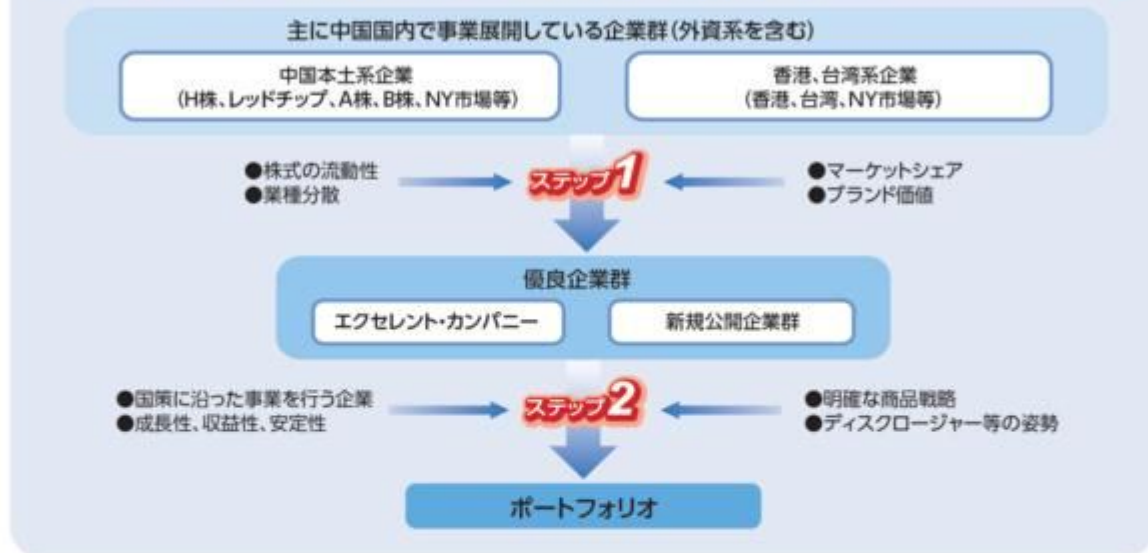 主に中国国内で事業展開している企業群(外資系を含む)
中国本土系企業
(H株、レッドチップ、A株、B株、NY市場等)
香港、台湾系企業
(香港、台湾、NY市場等)
●株式の流動性
●業種分散
ステップ1
●マーケットシェア
●ブランド価値
優良企業群
エクセレント・カンパニー
新規公開企業群
●国策に沿った事業を行う企業
●成長性、収益性、安定性
ステップ2
●明確な商品戦略
●ディスクロージャー等の姿勢
ポートフォリオ